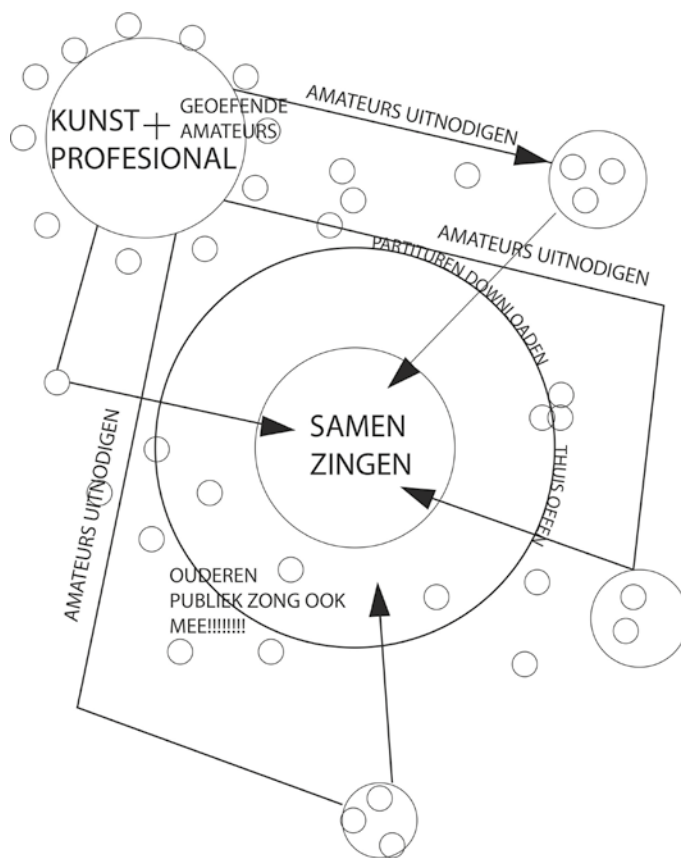 KUNST+
PROFESIONAL
GEOEFENDE
AMATEURS
AMATEURS UITNODIGEN
AMATEURS UITNODIGEN
PARTITUREN DOWNLOADEN
SAMEN
ZINGEN
THUIS OEFEN
AMATEURS UITNODIGEN
OUDEREN
PUBLIEK ZONG OOK
MEE!!!!!!!!